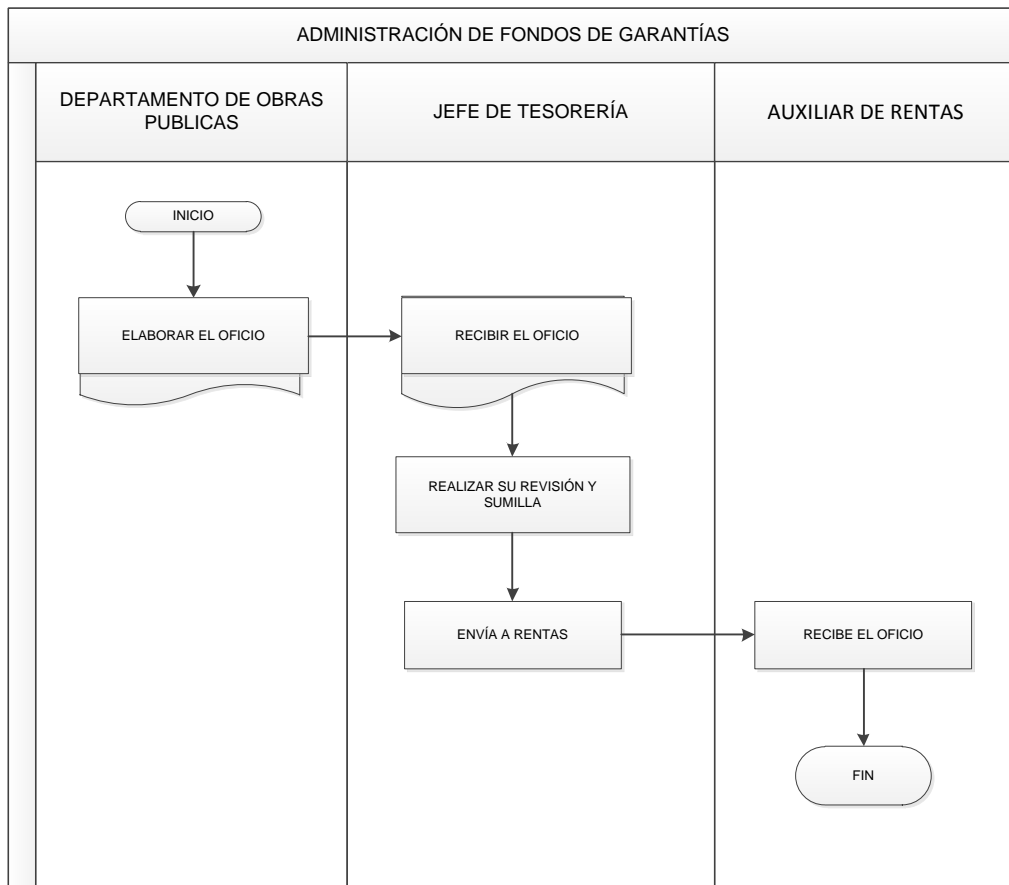 ADMINISTRACIÓN DE FONDOS DE GARANTÍAS
DEPARTAMENTO DE OBRAS
PUBLICAS
JEFE DE TESORERÍA
AUXILIAR DE RENTAS
INICIO
ELABORAR EL OFICIO
RECIBIR EL OFICIO
REALIZAR SU REVISIÓN Y
SUMILLA
ENVÍA A RENTAS
RECIBE EL OFICIO
FIN